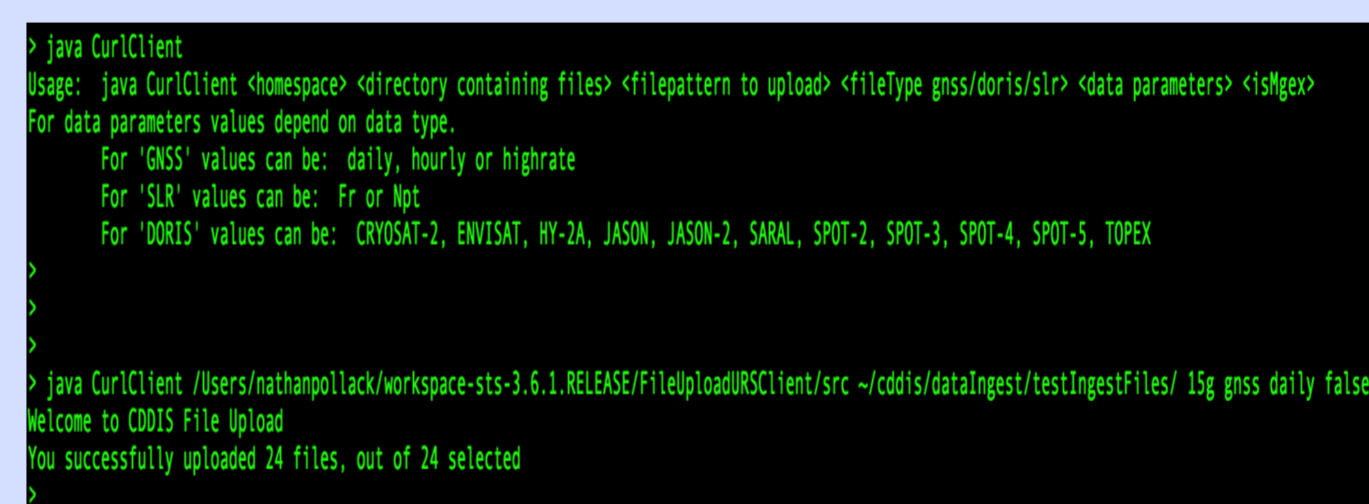 > java CurlClient
Usage:  java CurlClient <homespace> <directory containing files> <filepattern to upload> <fileType gnss/doris/slr> <data parameters> <isMgex>
For data parameters values depend on data type.
For 'GNSS' values can be:  daily, hourly or highrate
For 'SLR' values can be:  Fr or Npt
For 'DORIS' values can be:  CRYOSAT-2, ENVISAT, HY-2A, JASON, JASON-2, SARAL, SPOT-2, SPOT-3, SPOT-4, SPOT-5, TOPEX
>
>
>
> java CurlClient /Users/nathanpollack/workspace-sts-3.6.1.RELEASE/FileUploadURSClient/src ~/cddis/dataIngest/testIngestFiles/ 15g gnss daily false
Welcome to CDDIS File Upload
You successfully uploaded 24 files, out of 24 selected
>